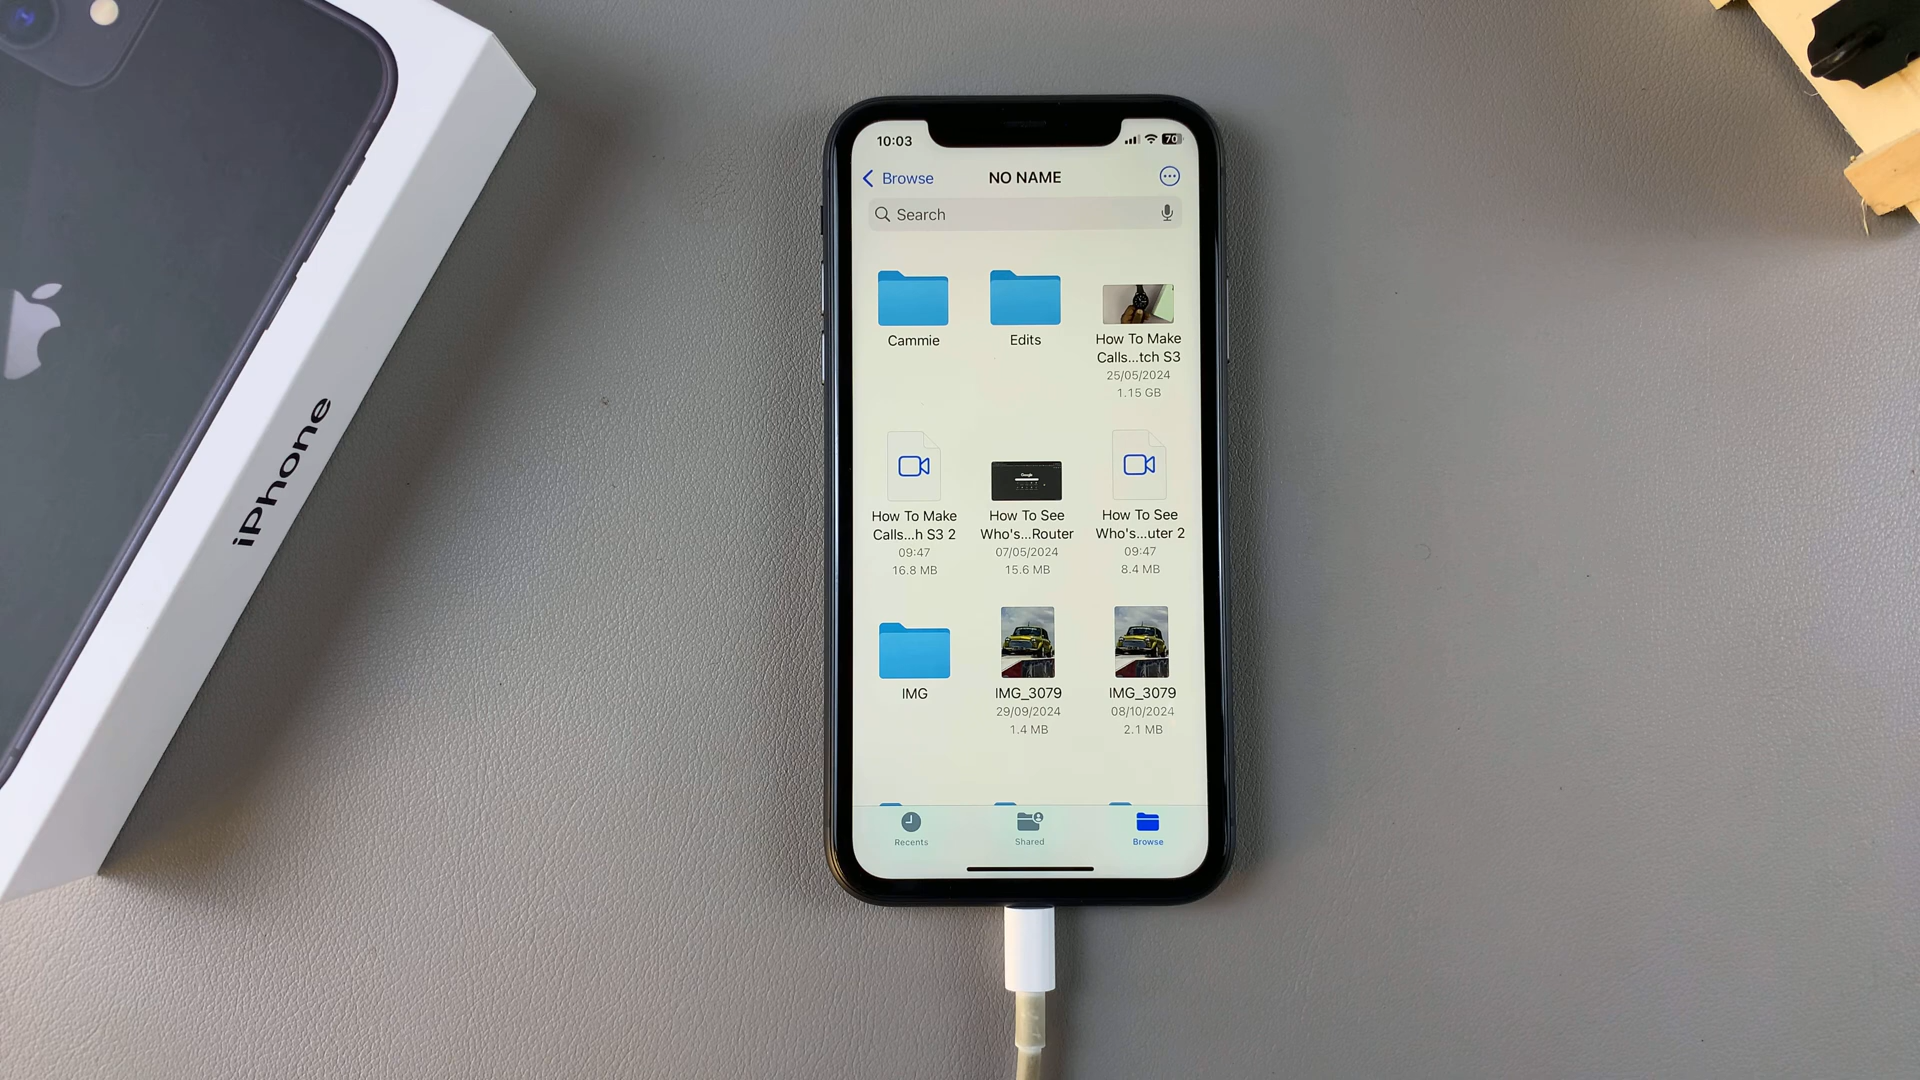 iPhone
10:03
70
Browse
NO NAME
Search
Cammie
Edits
How To Make
Calls...tch S3
25/05/2024
1.15 GB
How To Make
Calls...h S3 2
09:47
16.8 MB
How To See
Who's...Router
07/05/2024
15.6 MB
How To See
Who's...uter 2
09:47
8.4 MB
IMG
IMG_3079
29/09/2024
1.4 MB
IMG_3079
08/10/2024
2.1 MB
Recents
Shared
Browse